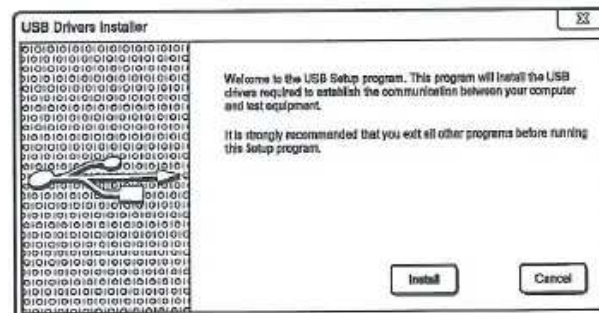 USB Drivers Installer
Welcome to the USB Setup program. This program will install the USB
drivers required to establish the communication between your computer
and test equipment.
It is strongly recommended that you exit all other programs before running
this Setup program.
Install Cancel